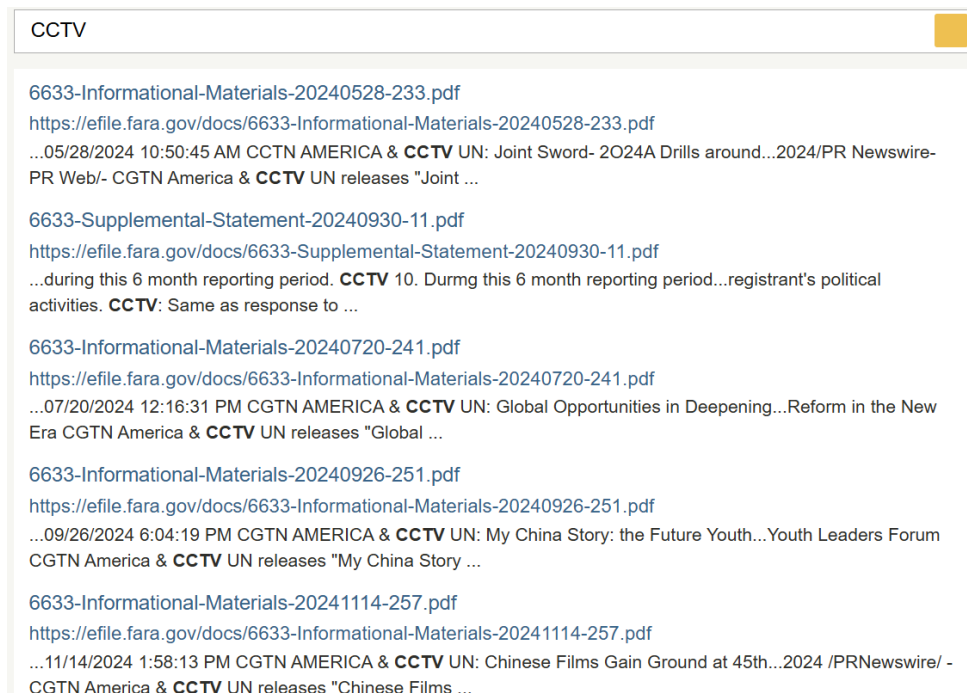 CCTV
6633-Informational-Materials-20240528-233.pdf
https://efile.fara.gov/docs/6633-Informational-Materials-20240528-233.pdf
...05/28/2024 10:50:45 AM CCTN AMERICA & CCTV UN: Joint Sword- 2O24A Drills around...2024/PR Newswire-
PR Web/- CGTN America & CCTV UN releases "Joint ...
6633-Supplemental-Statement-20240930-11.pdf
https://efile.fara.gov/docs/6633-Supplemental-Statement-20240930-11.pdf
...during this 6 month reporting period. CCTV 10. Durmg this 6 month reporting period...registrant's political
activities. CCTV: Same as response to ...
6633-Informational-Materials-20240720-241.pdf
https://efile.fara.gov/docs/6633-Informational-Materials-20240720-241.pdf
...07/20/2024 12:16:31 PM CGTN AMERICA & CCTV UN: Global Opportunities in Deepening...Reform in the New
Era CGTN America & CCTV UN releases "Global ...
6633-Informational-Materials-20240926-251.pdf
https://efile.fara.gov/docs/6633-Informational-Materials-20240926-251.pdf
...09/26/2024 6:04:19 PM CGTN AMERICA & CCTV UN: My China Story: the Future Youth...Youth Leaders Forum
CGTN America & CCTV UN releases "My China Story ...
6633-Informational-Materials-20241114-257.pdf
https://efile.fara.gov/docs/6633-Informational-Materials-20241114-257.pdf
...11/14/2024 1:58:13 PM CGTN AMERICA & CCTV UN: Chinese Films Gain Ground at 45th...2024 /PRNewswire/ -
CGTN America & CCTV UN releases "Chinese Films ...